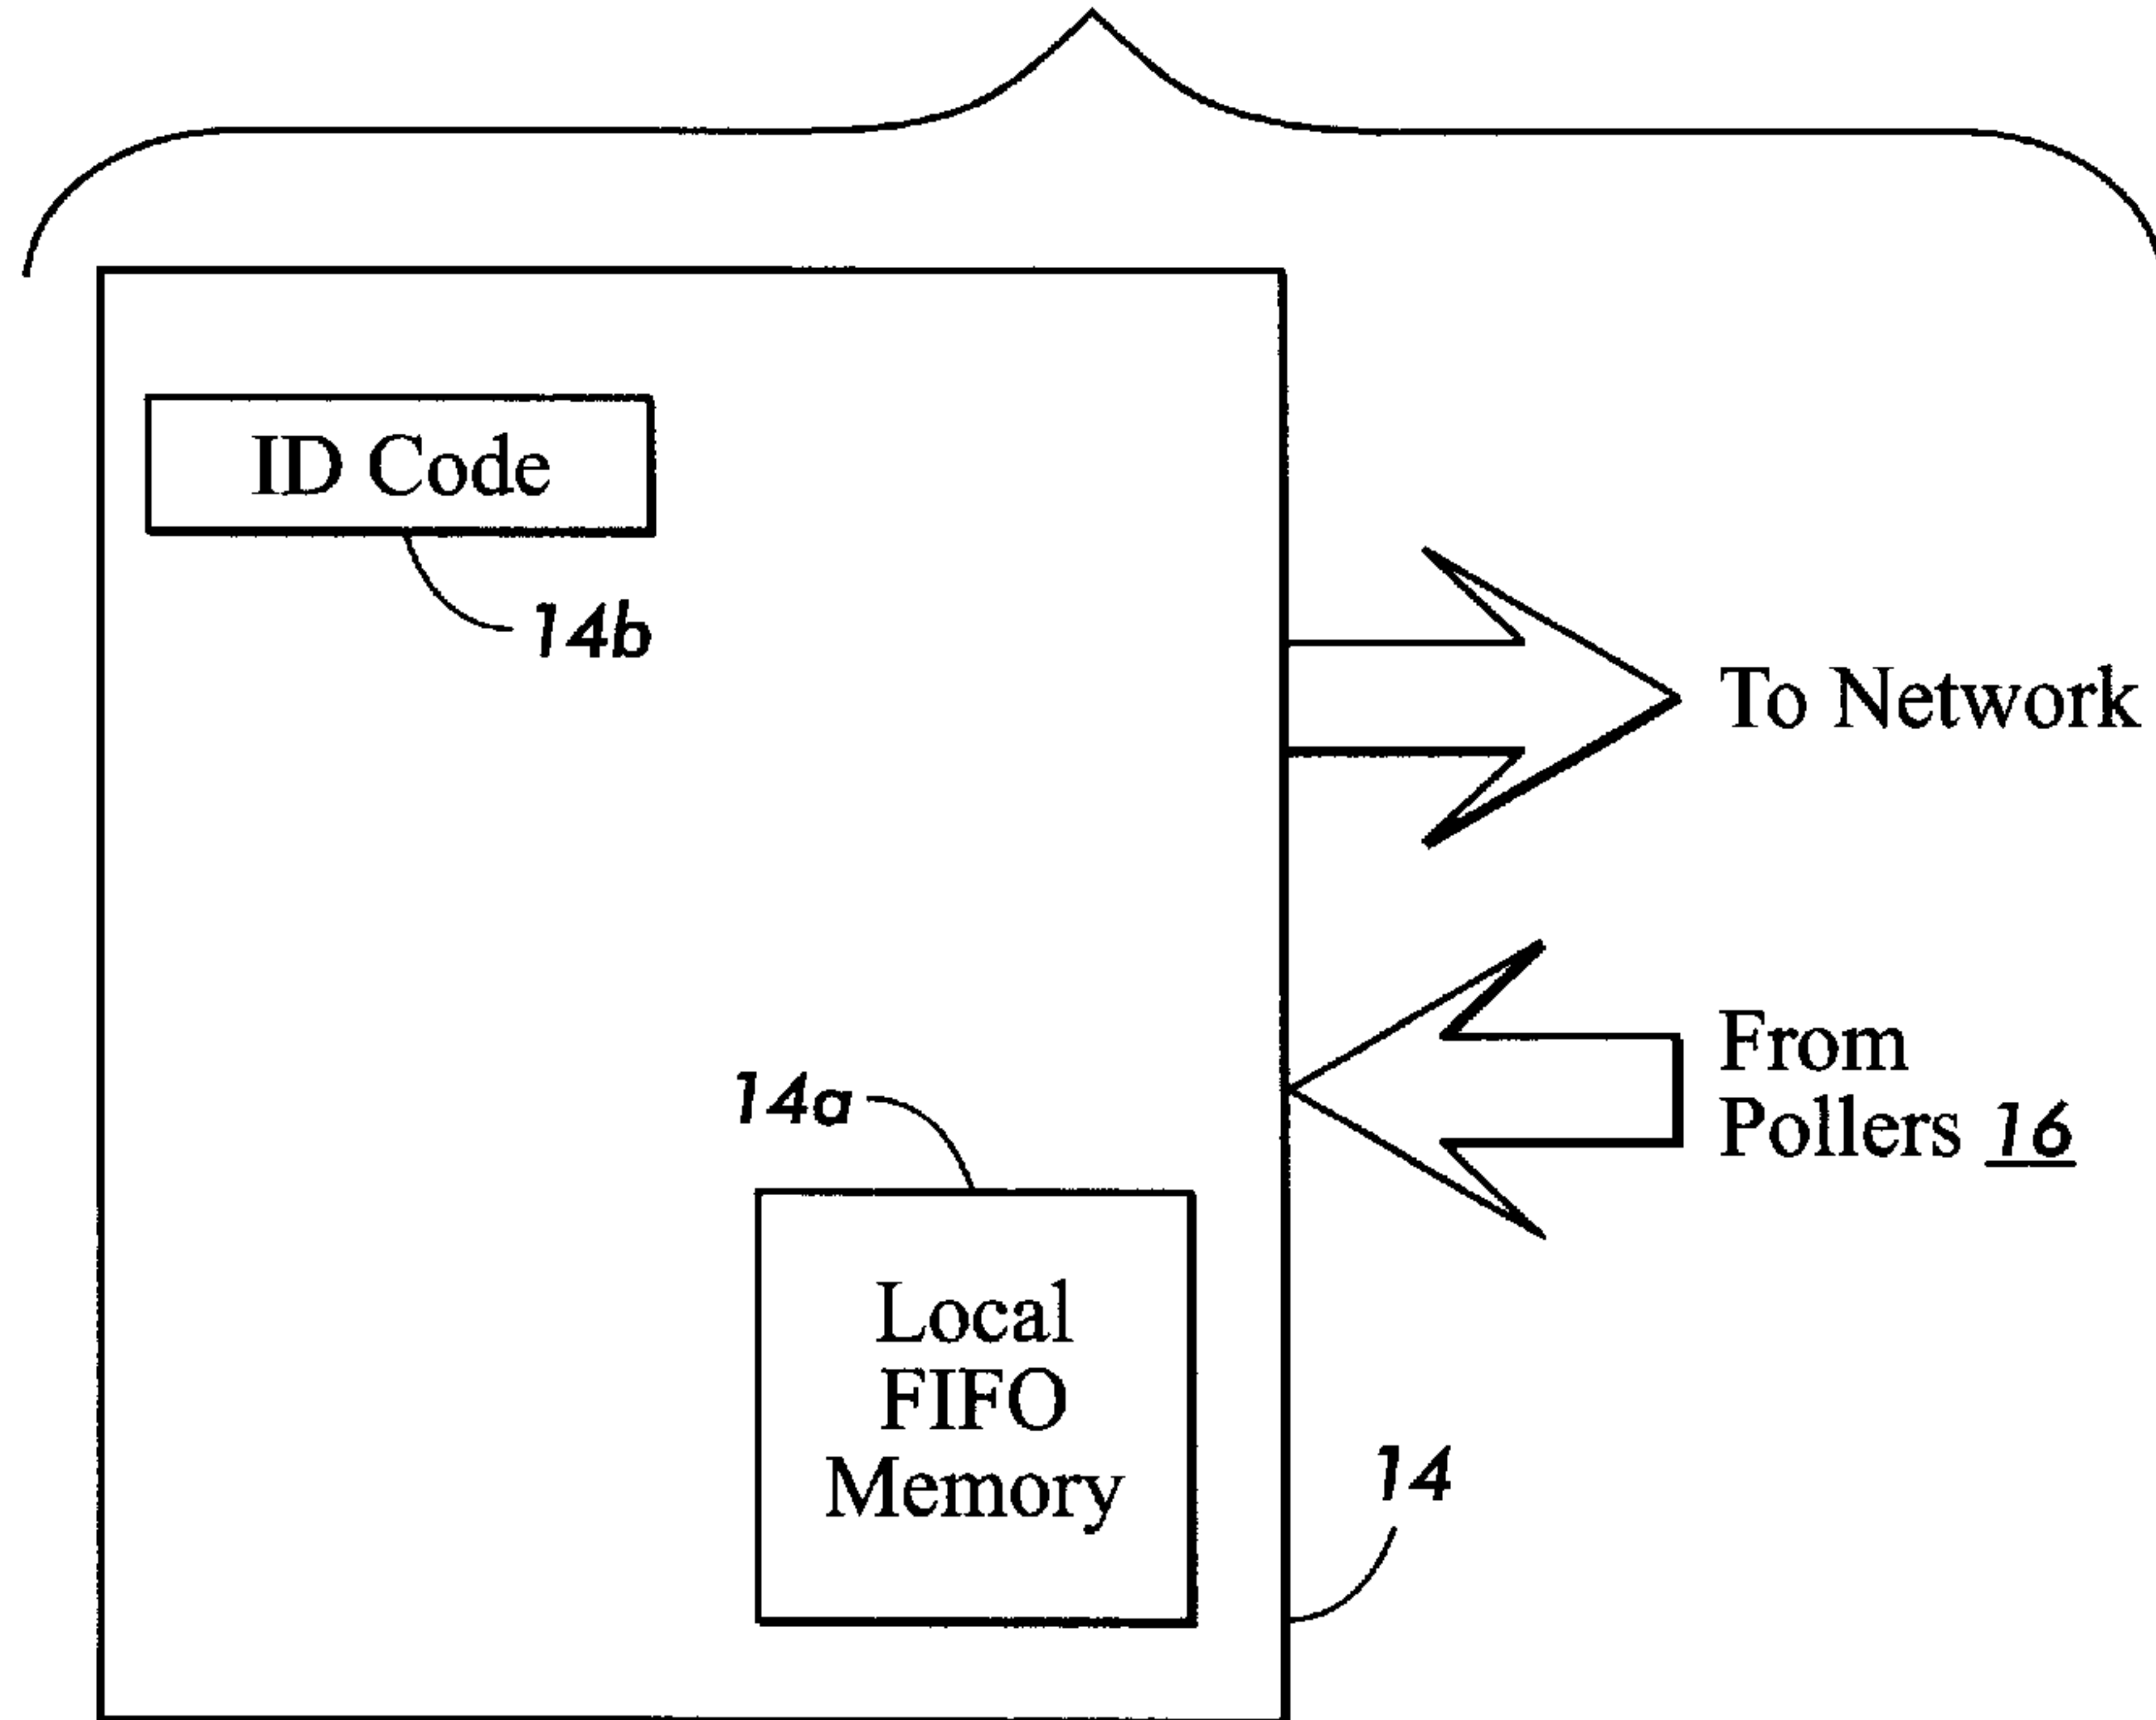 ID Code
14b
To Network
From
Pollers 16
14a
Local
FIFO
Memory
14